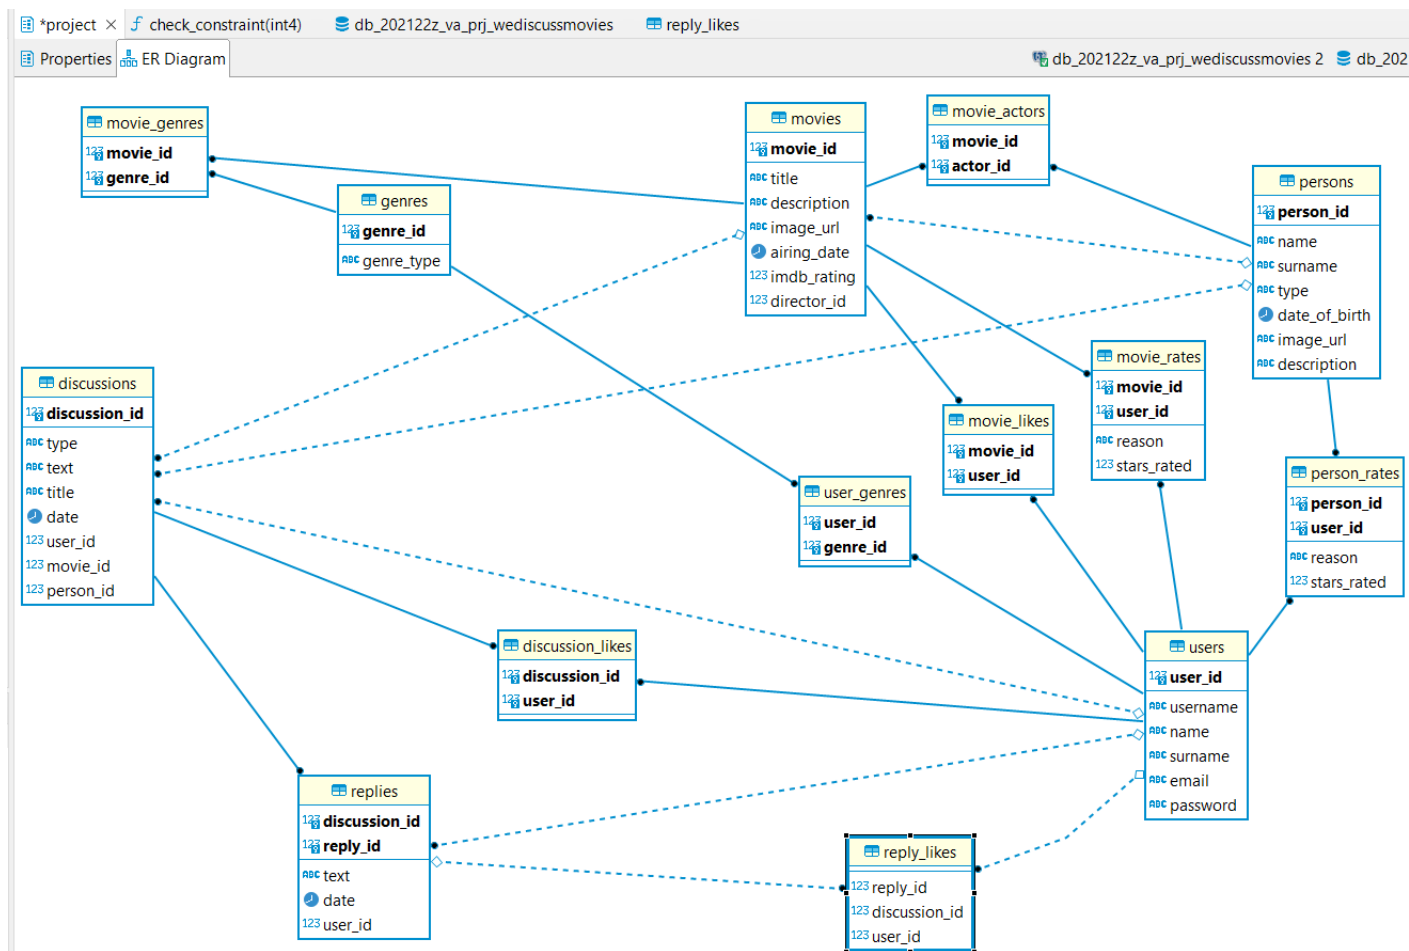 *project
check_constraint(int4)
db_202122z_va_prj_wediscussmovies
reply_likes
Properties
ER Diagram
db_202122z_va_prj_wediscussmovies 2
db_202
movie_genres
movie_id
genre_id
genres
genre_id
genre_type
movies
movie_id
title
description
image_url
airing_date
imdb_rating
director_id
movie_actors
movie_id
actor_id
persons
person_id
name
surname
type
date_of_birth
image_url
description
discussions
discussion_id
type
text
title
date
user_id
movie_id
person_id
movie_rates
movie_id
user_id
reason
stars_rated
movie_likes
movie_id
user_id
user_genres
user_id
genre_id
person_rates
person_id
user_id
reason
stars_rated
discussion_likes
discussion_id
user_id
users
user_id
username
name
surname
email
password
replies
discussion_id
reply_id
text
date
user_id
reply_likes
reply_id
discussion_id
user_id